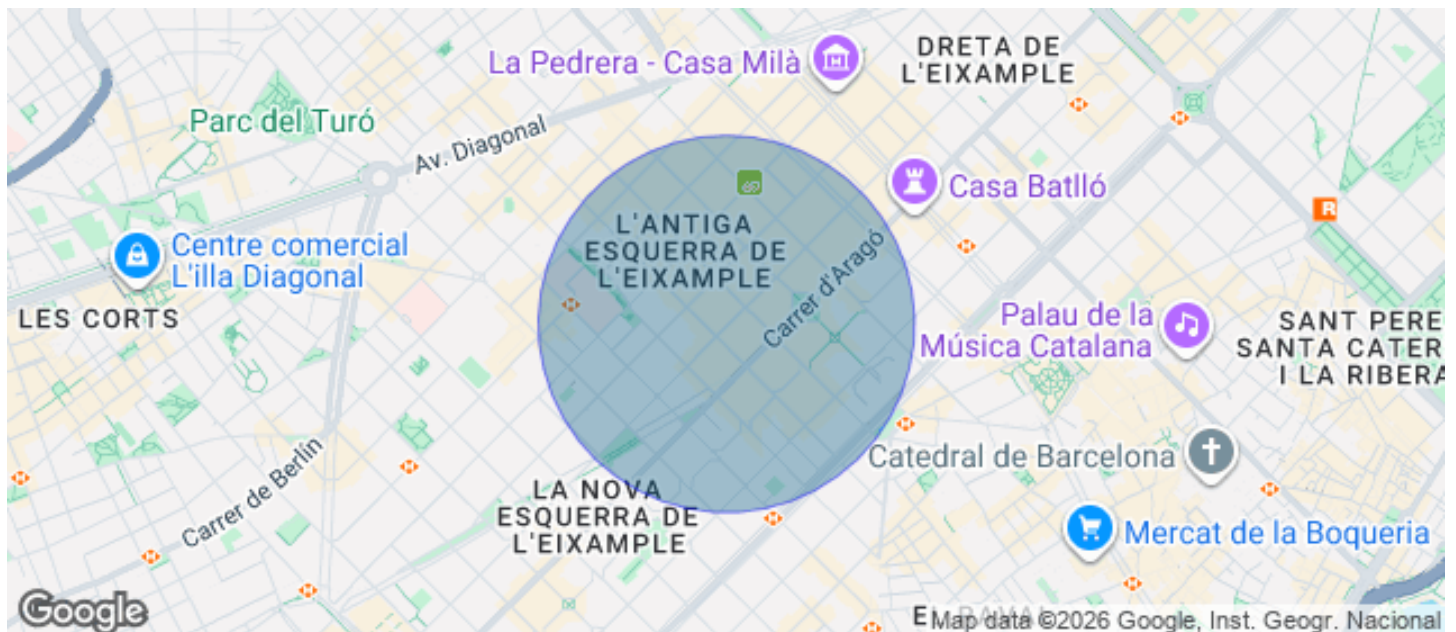 DRETA DE
L'EIXAMPLE
La Pedrera - Casa Milà
Parc del Turó
Av. Diagonal
Casa Batlló
L'ANTIGA
ESQUERRA DE
L'EIXAMPLE
Centre comercial
L'illa Diagonal
Carrer d'Aragó
LES CORTS
Palau de la
Música Catalana
SANT PERE
SANTA CATER
I LA RIBERA
R
Catedral de Barcelona
Carrer de Berlín
LA NOVA
ESQUERRA DE
L'EIXAMPLE
Mercat de la Boqueria
Google
Map data ©2026 Google, Inst. Geogr. Nacional